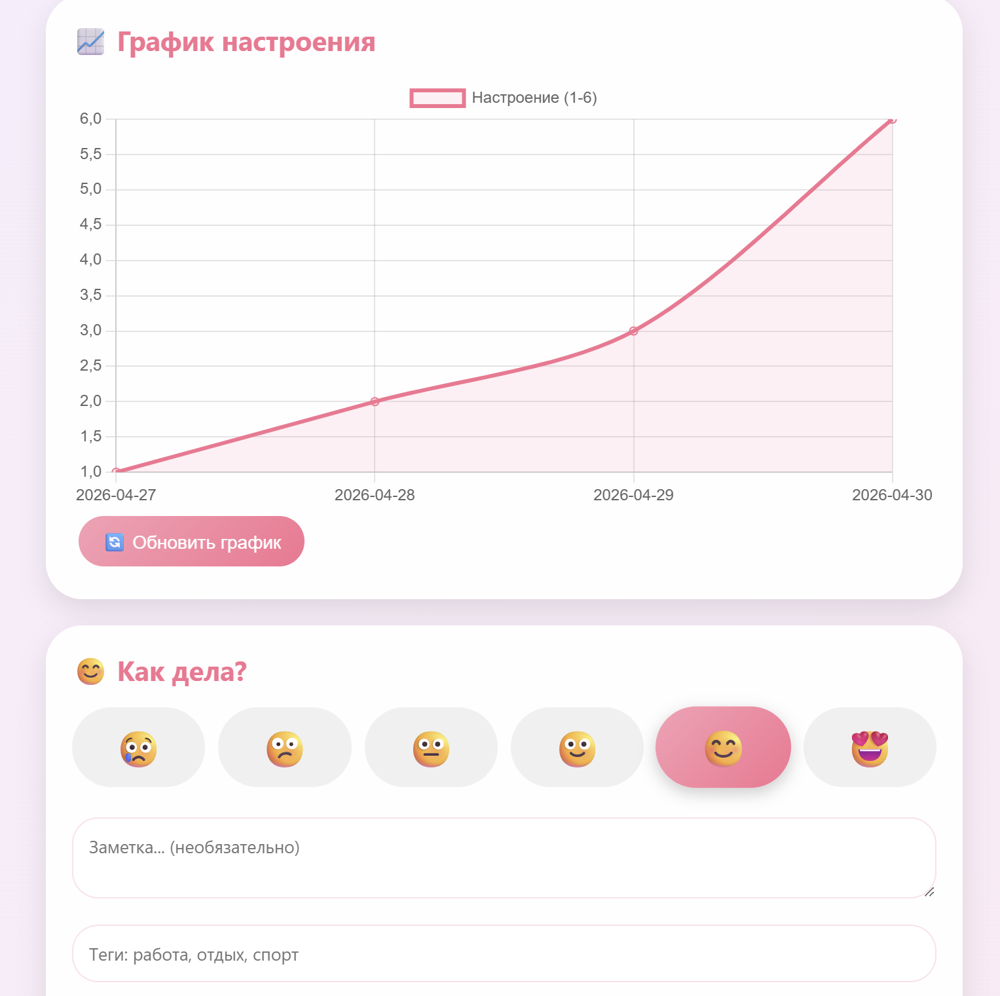 График настроения
Настроение (1-6)
6,0
5,5
5,0
4,5
4,0
3,5
3,0
2,5
2,0
1,5
1,0
2026-04-27 2026-04-28 2026-04-29 2026-04-30
Обновить график
Как дела?
Заметка... (необязательно)
Теги: работа, отдых, спорт